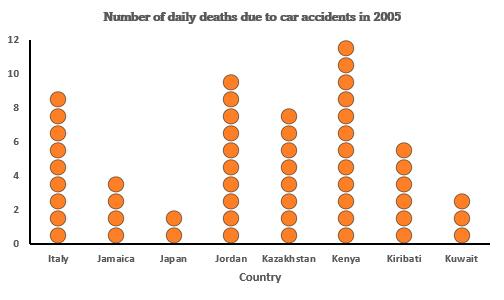 Number of daily deaths due to car accidents in 2005
12
10
8
6
4
2
0
Italy Jamaica Japan Jordan Kazakhstan Kenya Kiribati Kuwait
Country